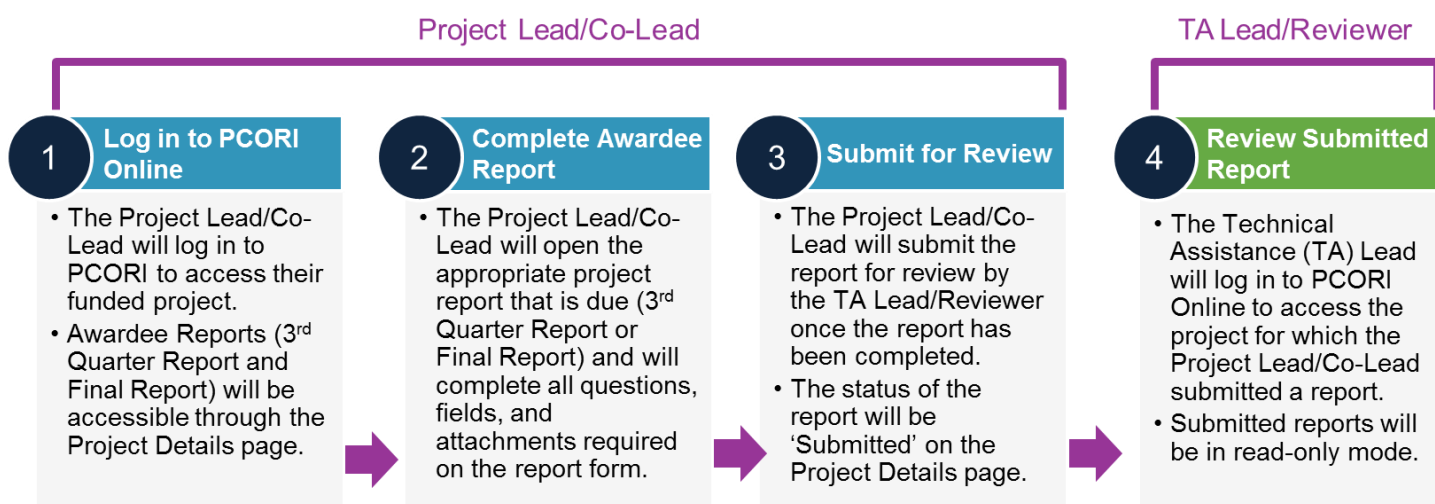 Project Lead/Co-Lead
TA Lead/Reviewer
1
Log in to PCORI
Online
• The Project Lead/Co-
Lead will log in to
PCORI to access their
funded project.
• Awardee Reports (3rd
Quarter Report and
Final Report) will be
accessible through the
Project Details page.
2
Complete Awardee
Report
• The Project Lead/Co-
Lead will open the
appropriate project
report that is due (3rd
Quarter Report or
Final Report) and will
complete all questions,
fields, and
attachments required
on the report form.
3
Submit for Review
• The Project Lead/Co-
Lead will submit the
report for review by
the TA Lead/Reviewer
once the report has
been completed.
• The status of the
report will be
‘Submitted’ on the
Project Details page.
4
Review Submitted
Report
• The Technical
Assistance (TA) Lead
will log in to PCORI
Online to access the
project for which the
Project Lead/Co-Lead
submitted a report.
• Submitted reports will
be in read-only mode.